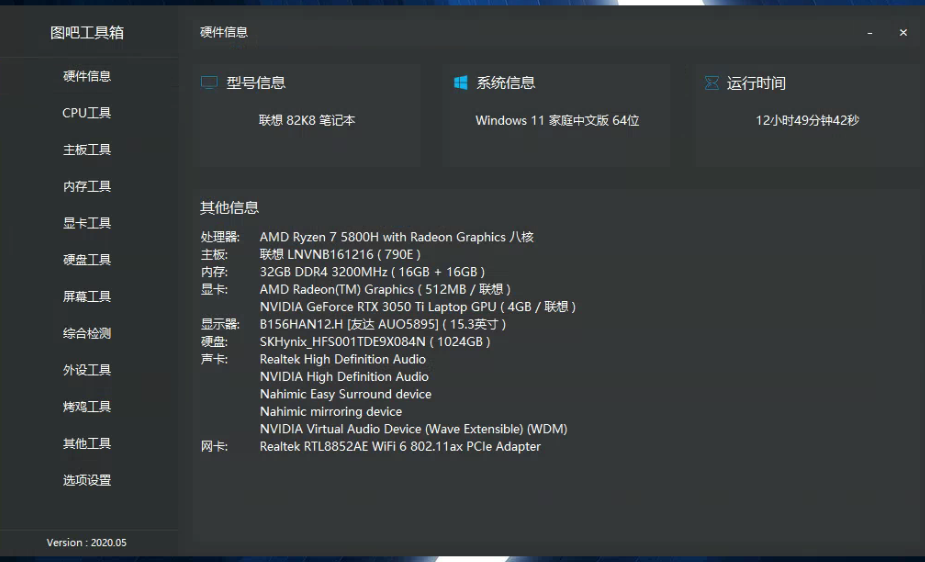 图吧工具箱
硬件信息
CPU工具
主板工具
内存工具
显卡工具
硬盘工具
屏幕工具
综合检测
外设工具
烤鸡工具
其他工具
选项设置
Version : 2020.05
硬件信息
型号信息
联想 82K8 笔记本
系统信息
Windows 11 家庭中文版 64位
运行时间
12小时49分钟42秒
其他信息
处理器: AMD Ryzen 7 5800H with Radeon Graphics 八核
主板: 联想 LNVNB161216 ( 790E )
内存: 32GB DDR4 3200MHz ( 16GB + 16GB )
显卡: AMD Radeon(TM) Graphics ( 512MB / 联想 )
NVIDIA GeForce RTX 3050 Ti Laptop GPU ( 4GB / 联想 )
显示器: B156HAN12.H [友达 AUO5895] ( 15.3英寸 )
硬盘: SKHynix_HFS001TDE9X084N ( 1024GB )
声卡: Realtek High Definition Audio
NVIDIA High Definition Audio
Nahimic Easy Surround device
Nahimic mirroring device
NVIDIA Virtual Audio Device (Wave Extensible) (WDM)
网卡: Realtek RTL8852AE WiFi 6 802.11ax PCIe Adapter